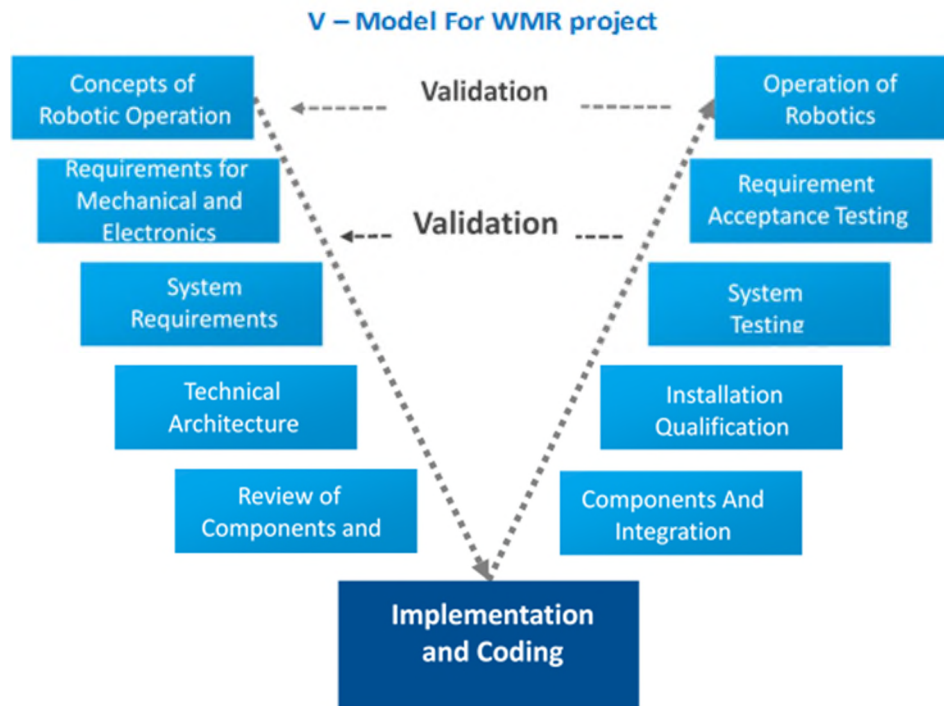 V – Model For WMR project
Concepts of
Robotic Operation
Validation
Operation of
Robotics
Requirements for
Mechanical and
Electronics
Validation
Requirement
Acceptance Testing
System
Requirements
System
Testing
Technical
Architecture
Installation
Qualification
Review of
Components and
Components And
Integration
Implementation
and Coding